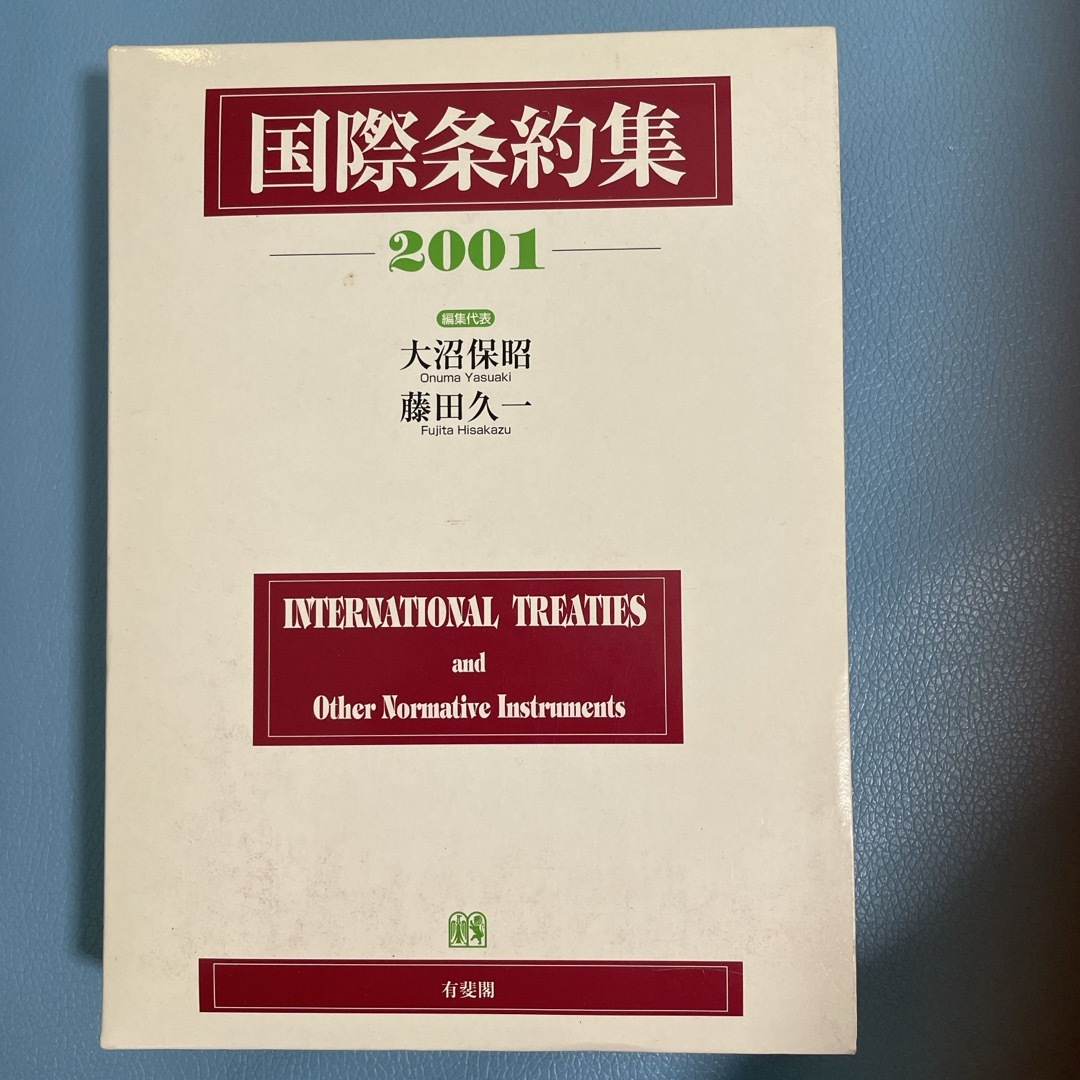 国際条約集
2001
編集代表
大沼保昭
Onuma Yasuaki
藤田久一
Fujita Hisakazu
INTERNATIONAL TREATIES
and
Other Normative Instruments
有斐閣